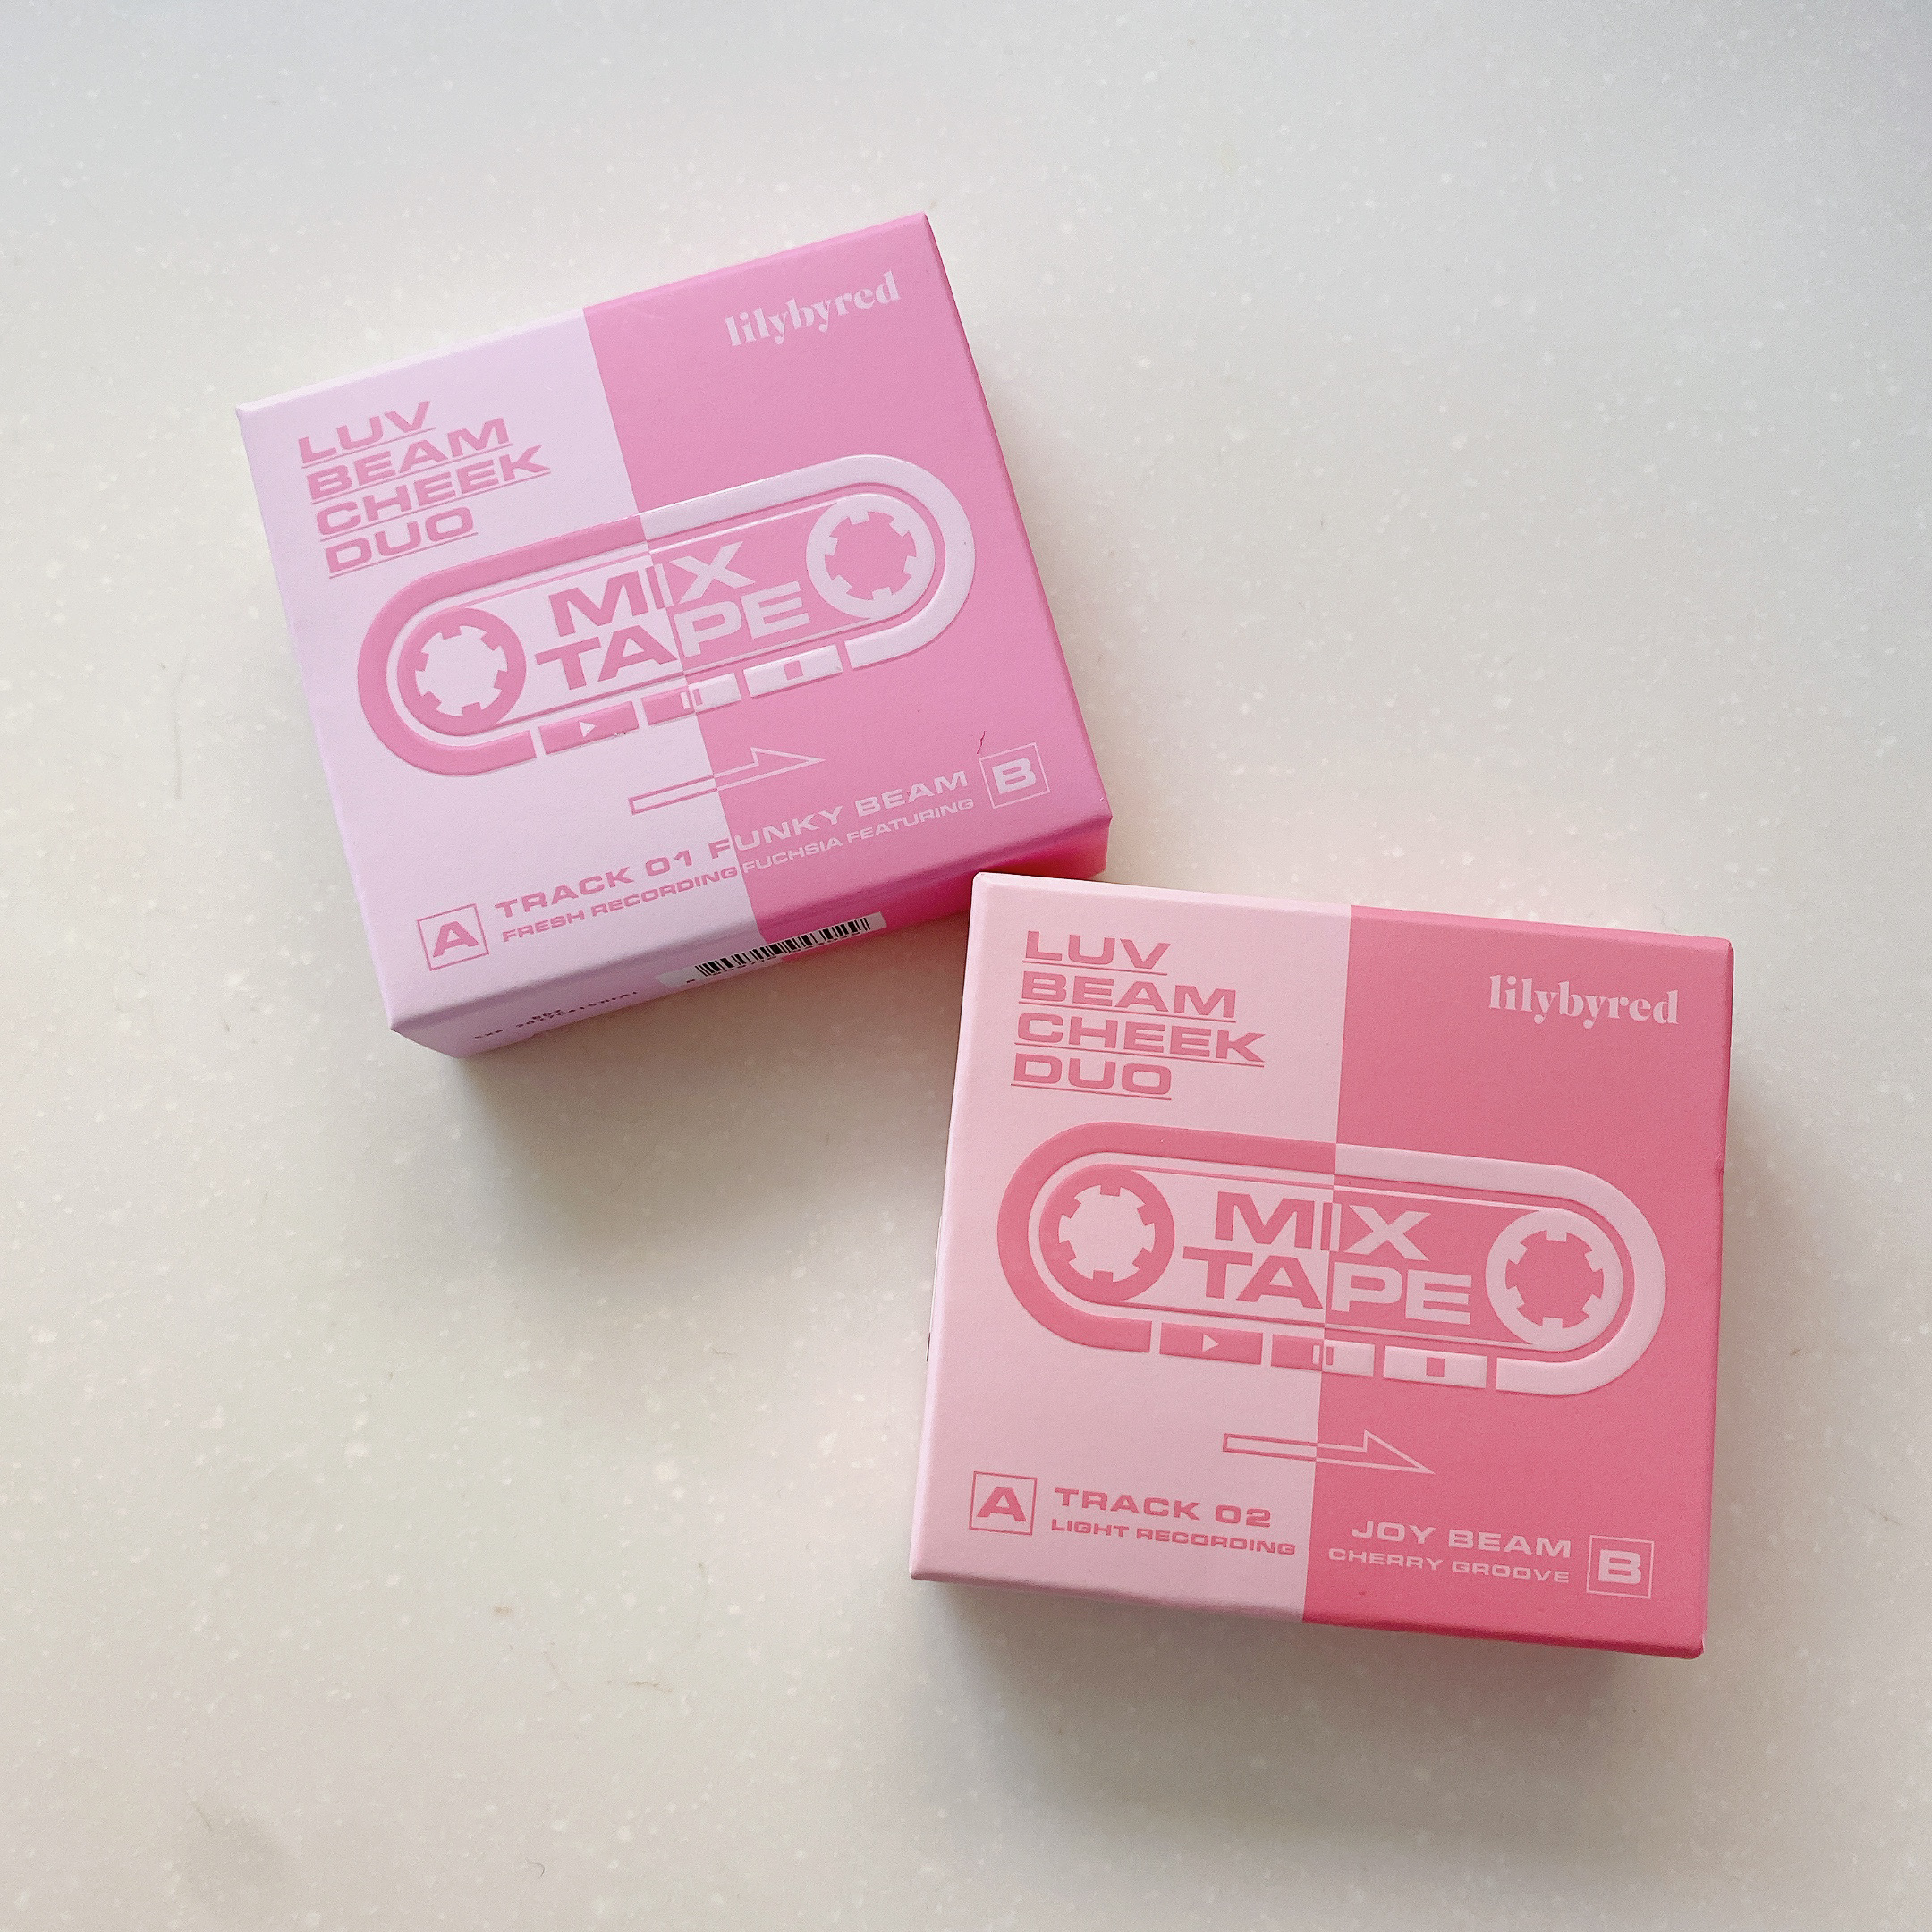 lilybyred
LUV
BEAM
CHEEK
DUO
MIX
TAPE
A
TRACK 01 FUNKY BEAM
FRESH RECORDING FUCHSIA FEATURING
B
lilybyred
LUV
BEAM
CHEEK
DUO
MIX
TAPE
A
TRACK 02
LIGHT RECORDING
JOY BEAM
CHERRY GROOVE
B